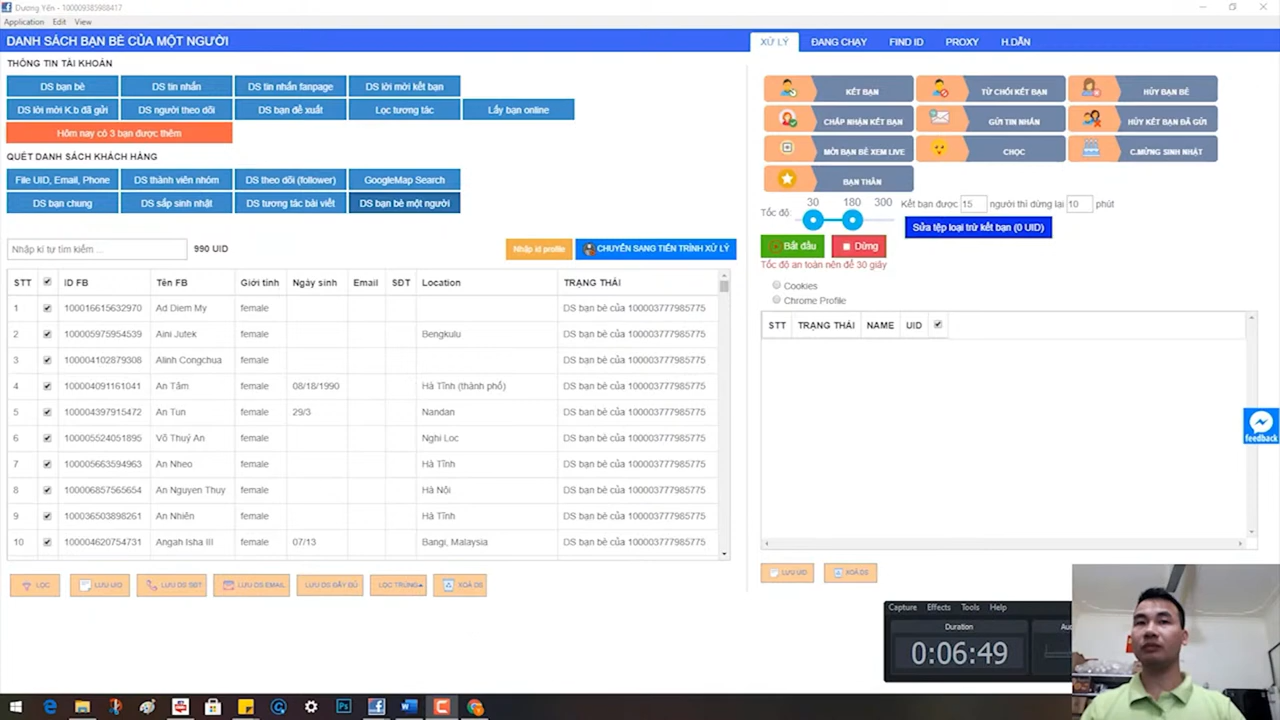 Dương Yến - 100009385968417
Application Edit View
DANH SÁCH BẠN BÈ CỦA MỘT NGƯỜI
XỬ LÝ ĐANG CHẠY FIND ID PROXY H.DẪN
THÔNG TIN TÀI KHOẢN
DS bạn bè DS tin nhắn DS tin nhắn fanpage DS lời mời kết bạn
DS lời mời K.b đã gửi DS người theo dõi DS bạn đề xuất Lọc tương tác Lấy bạn online
Hôm nay có 3 bạn được thêm
QUÉT DANH SÁCH KHÁCH HÀNG
File UID, Email, Phone DS thành viên nhóm DS theo dõi (follower) GoogleMap Search
DS bạn chung DS sắp sinh nhật DS tương tác bài viết DS bạn bè một người
KẾT BẠN TỪ CHỐI KẾT BẠN HỦY BẠN BÈ
CHẤP NHẬN KẾT BẠN GỬI TIN NHẮN HỦY KẾT BẠN ĐÃ GỬI
MỜI BẠN BÈ XEM LIVE CHỌC C.MỪNG SINH NHẬT
BẠN THÂN
Tốc độ: 30 180 300 Kết bạn được 15 người thì dừng lại 10 phút
Sửa tệp loại trừ kết bạn (0 UID)
Bắt đầu Dừng
Tốc độ an toàn nên để 30 giây
Cookies
Chrome Profile
STT TRẠNG THÁI NAME UID
Nhập kí tự tìm kiếm ... 990 UID Nhập id profile CHUYỂN SANG TIẾN TRÌNH XỬ LÝ
STT ID FB Tên FB Giới tính Ngày sinh Email SĐT Location TRẠNG THÁI
1 100016615632970 Ad Diem My female DS bạn bè của 100003777985775
2 100005975954539 Aini Jutek female Bengkulu DS bạn bè của 100003777985775
3 100004102879308 Alinh Congchua female DS bạn bè của 100003777985775
4 100004091161041 An Tâm female 08/18/1990 Hà Tĩnh (thành phố) DS bạn bè của 100003777985775
5 100004397915472 An Tun female 29/3 Nandan DS bạn bè của 100003777985775
6 100005524051895 Võ Thuỷ An female Nghi Loc DS bạn bè của 100003777985775
7 100005663594963 An Nheo female Hà Tĩnh DS bạn bè của 100003777985775
8 100006857565654 An Nguyen Thuy female Hà Nội DS bạn bè của 100003777985775
9 100036503898261 An Nhiên female Hà Tĩnh DS bạn bè của 100003777985775
10 100004620754731 Angah Isha III female 07/13 Bangi, Malaysia DS bạn bè của 100003777985775
LỌC LƯU UID LƯU DS SĐT LƯU DS EMAIL LƯU DS ĐẦY ĐỦ LỌC TRÙNG XOÁ DS
LƯU UID XOÁ DS
feedback
Capture Effects Tools Help
Duration
0:06:49